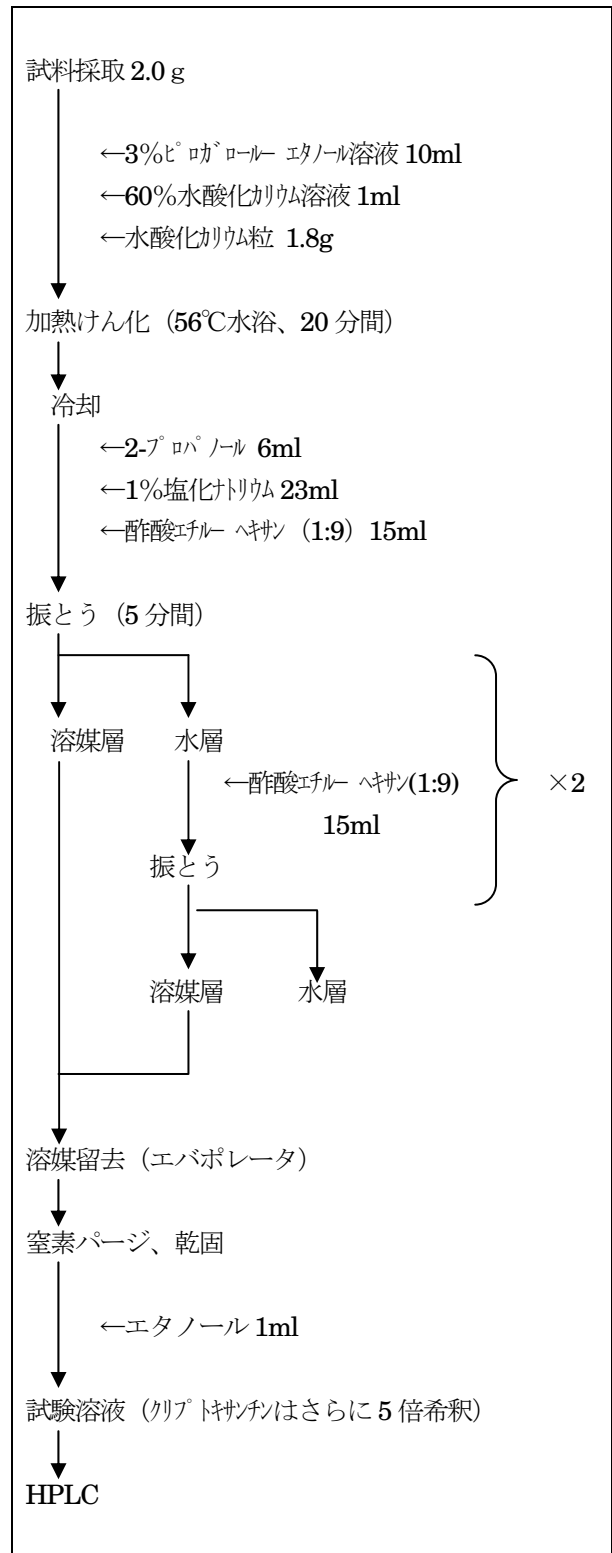 試料採取 2.0 g
←3%ﾋﾟﾛｶﾞﾛｰﾙｰ ｴﾀﾉｰﾙ溶液 10ml
←60%水酸化ｶﾘｳﾑ溶液 1ml
←水酸化ｶﾘｳﾑ粒 1.8g
加熱けん化（56℃水浴、20 分間）
冷却
←2-ﾌﾟﾛﾊﾟﾉｰﾙ 6ml
←1%塩化ﾅﾄﾘｳﾑ 23ml
←酢酸ｴﾁﾙｰ ﾍｷｻﾝ（1:9）15ml
振とう（5 分間）
溶媒層 水層
←酢酸ｴﾁﾙｰ ﾍｷｻﾝ(1:9)
×2
15ml
振とう
溶媒層 水層
溶媒留去（エバポレータ）
窒素パージ、乾固
←エタノール 1ml
試験溶液（ｸﾘﾌﾟﾄｷｻﾝﾁﾝはさらに 5 倍希釈）
HPLC